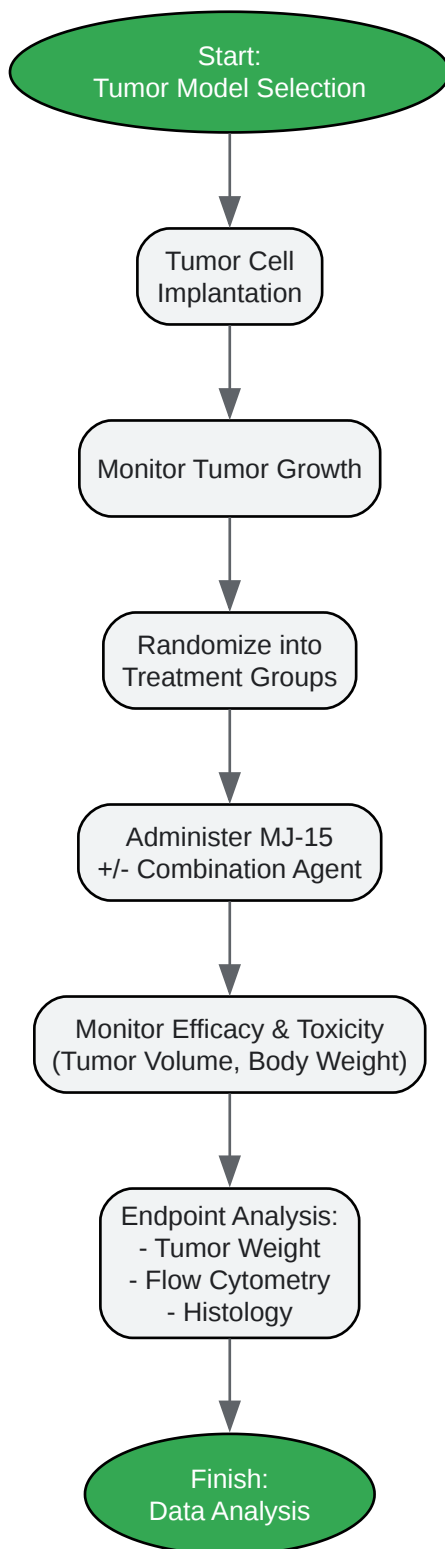 Start:
Tumor Model Selection
Tumor Cell
Implantation
Monitor Tumor Growth
Randomize into
Treatment Groups
Administer MJ-15
+/- Combination Agent
Monitor Efficacy & Toxicity
(Tumor Volume, Body Weight)
Endpoint Analysis:
- Tumor Weight
- Flow Cytometry
- Histology
Finish:
Data Analysis